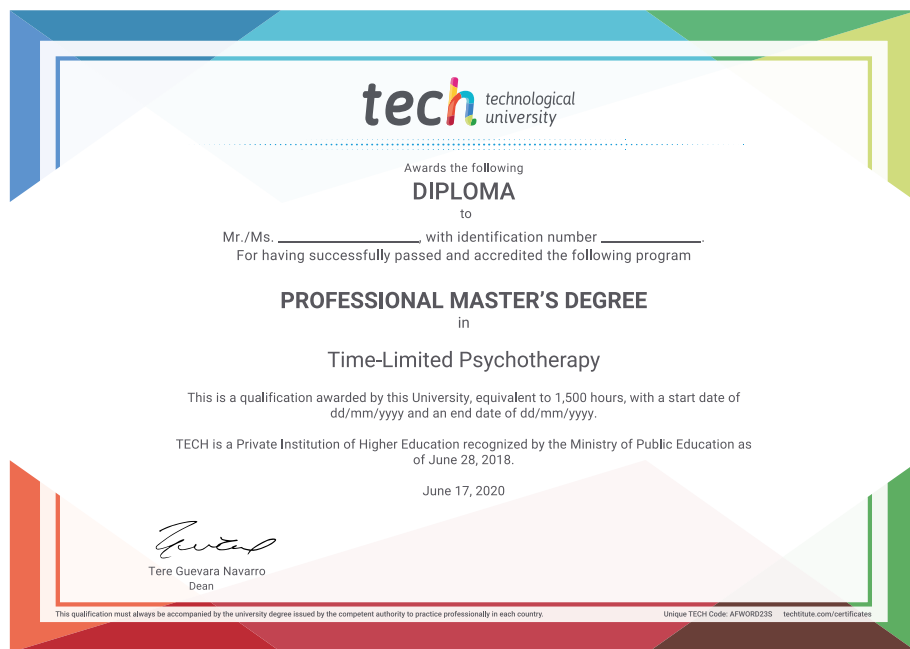 tech technological
university
Awards the following
DIPLOMA
to
Mr./Ms. ____________, with identification number ____________.
For having successfully passed and accredited the following program
PROFESSIONAL MASTER'S DEGREE
in
Time-Limited Psychotherapy
This is a qualification awarded by this University, equivalent to 1,500 hours, with a start date of
dd/mm/yyyy and an end date of dd/mm/yyyy.
TECH is a Private Institution of Higher Education recognized by the Ministry of Public Education as
of June 28, 2018.
June 17, 2020
Tere Guevara Navarro
Dean
This qualification must always be accompanied by the university degree issued by the competent authority to practice professionally in each country. Unique TECH Code: AFWORD23S techtitute.com/certificates